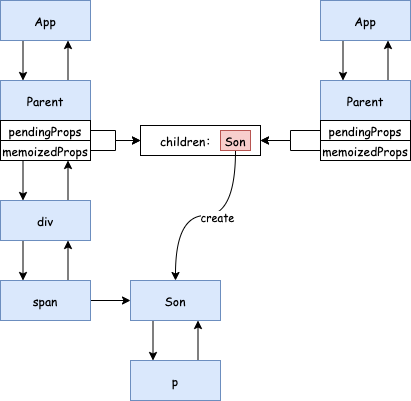 App
App
Parent
Parent
pendingProps
pendingProps
children: Son
memoizedProps
memoizedProps
div
create
span
Son
p